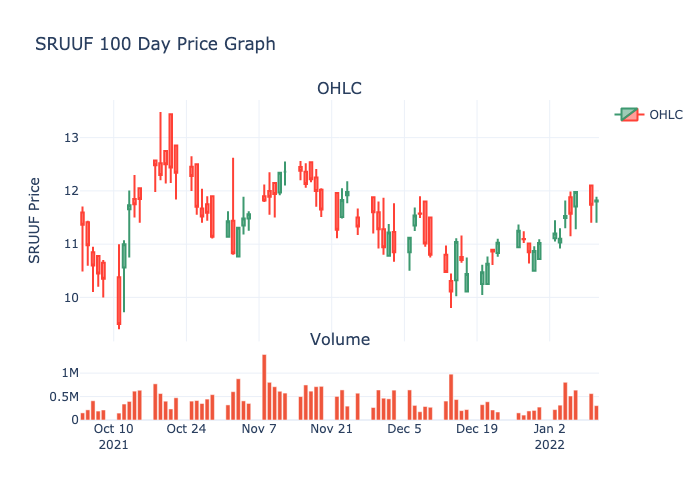 SRUUF 100 Day Price Graph
OHLC
OHLC
SRUUF Price
13
12
11
10
Volume
1M
0.5M
0
Oct 10
2021
Oct 24
Nov 7
Nov 21
Dec 5
Dec 19
Jan 2
2022